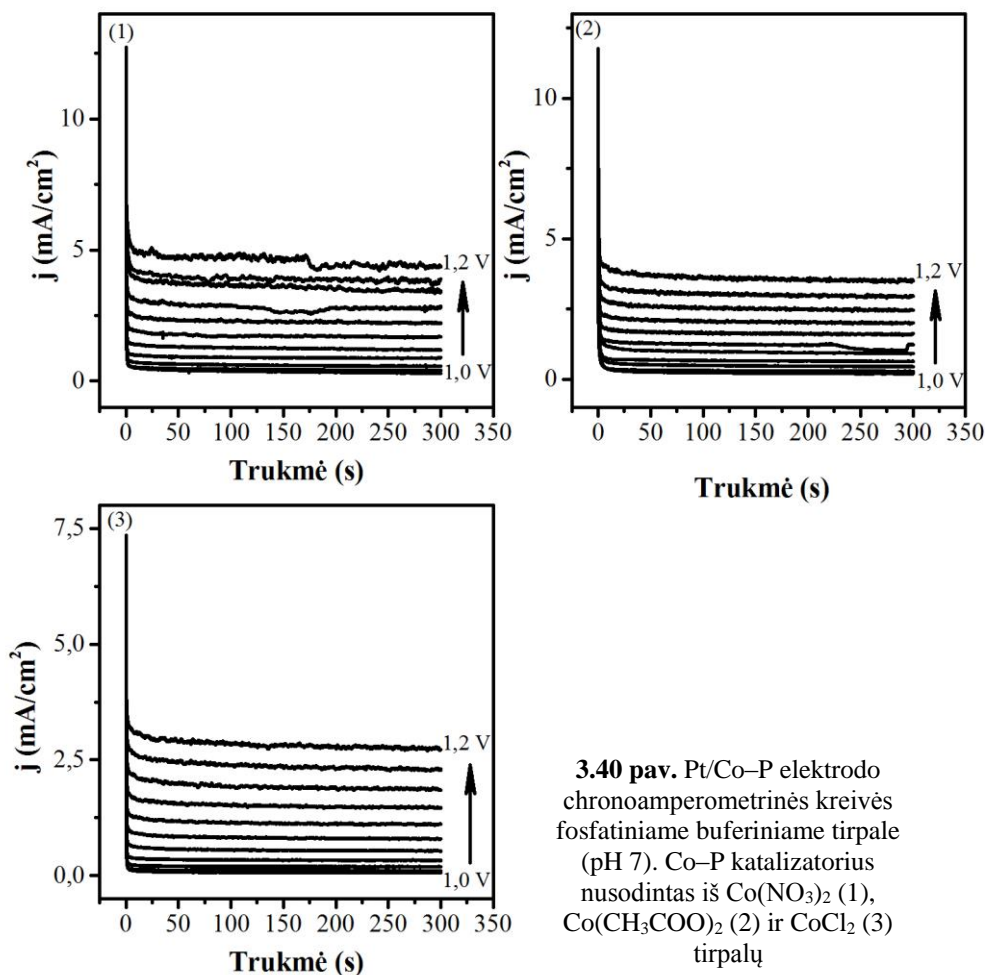 (1)
10
5
0
j (mA/cm²)
1,2 V
1,0 V
0 50 100 150 200 250 300 350
Trukmė (s)
(2)
10
5
0
j (mA/cm²)
1,2 V
1,0 V
0 50 100 150 200 250 300 350
Trukmė (s)
(3)
7,5
5,0
2,5
0,0
j (mA/cm²)
1,2 V
1,0 V
0 50 100 150 200 250 300 350
Trukmė (s)
3.40 pav. Pt/Co–P elektrodo
chronoamperometrinės kreivės
fosfatiniame buferiniame tirpale
(pH 7). Co–P katalizatorius
nusodintas iš Co(NO₃)₂ (1),
Co(CH₃COO)₂ (2) ir CoCl₂ (3)
tirpalų